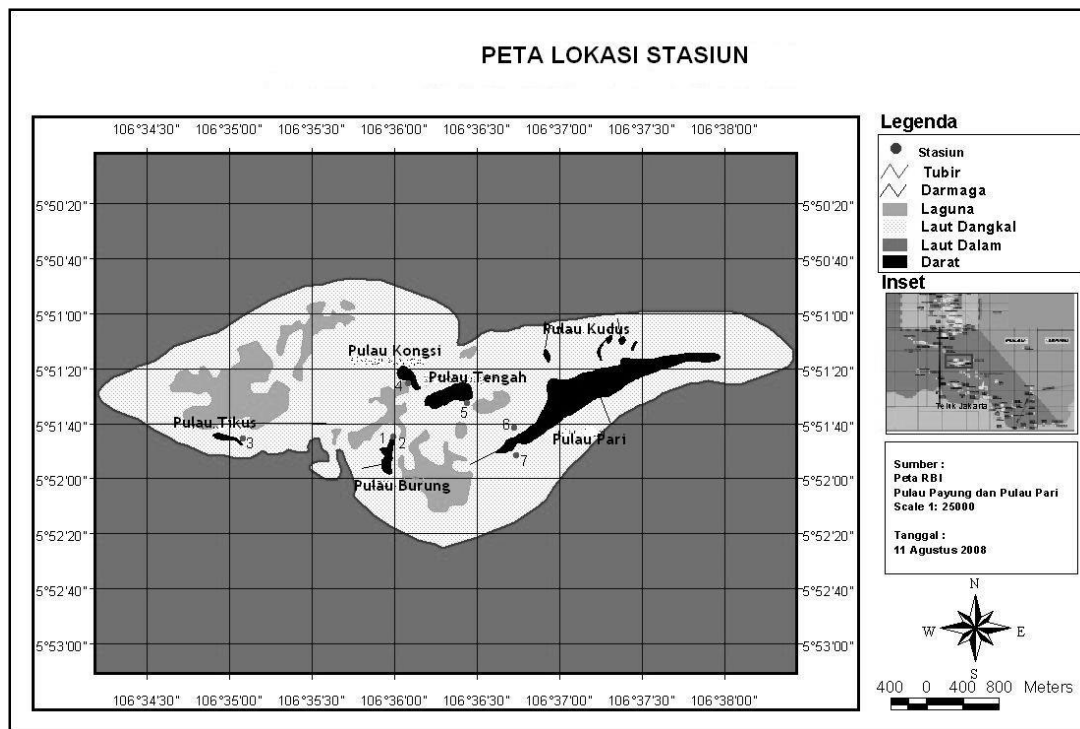 PETA LOKASI STASIUN
106°34'30" 106°35'00" 106°35'30" 106°36'00" 106°36'30" 106°37'00" 106°37'30" 106°38'00"
5°50'20" 5°50'20"
5°50'40" 5°50'40"
5°51'00" 5°51'00"
5°51'20" 5°51'20"
5°51'40" 5°51'40"
5°52'00" 5°52'00"
5°52'20" 5°52'20"
5°52'40" 5°52'40"
5°53'00" 5°53'00"
106°34'30" 106°35'00" 106°35'30" 106°36'00" 106°36'30" 106°37'00" 106°37'30" 106°38'00"
Pulau Kudus
Pulau Kongsi
4
Pulau Tengah
5
Pulau Tikus
3
1 2
6
Pulau Pari
7
Pulau Burung
Legenda
Stasiun
Tubir
Darmaga
Laguna
Laut Dangkal
Laut Dalam
Darat
Inset
Teluk Jakarta
Sumber :
Peta RBI
Pulau Payung dan Pulau Pari
Scale 1: 25000
Tanggal :
11 Agustus 2008
N
W E
S
400 0 400 800 Meters